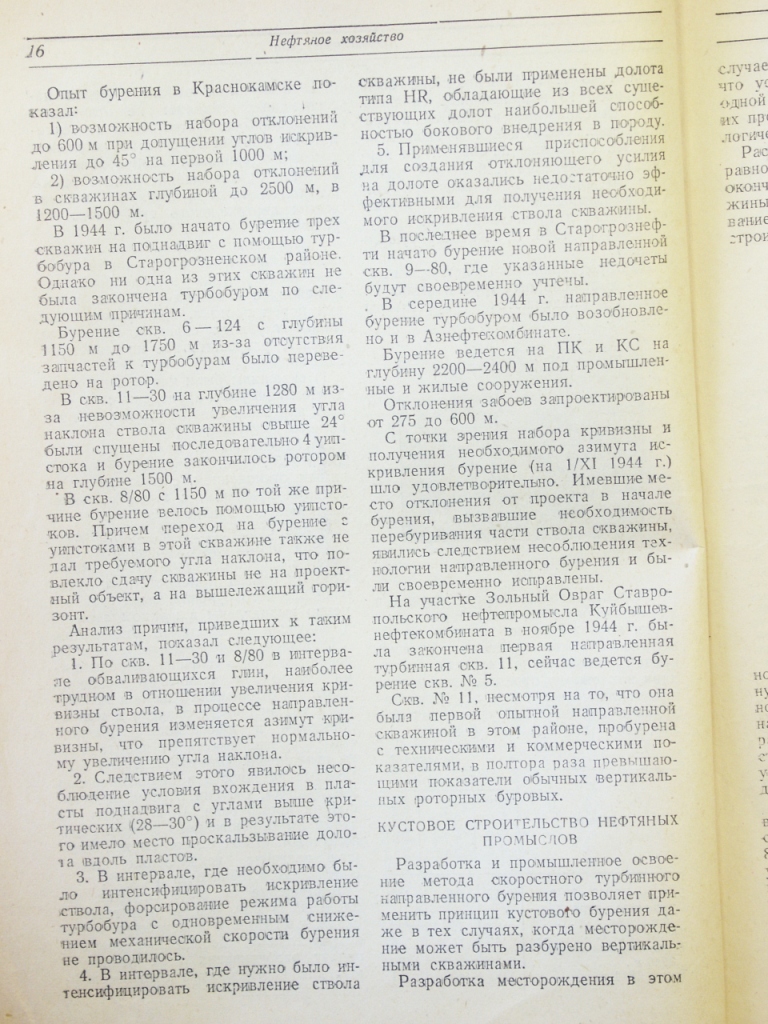 16
Нефтяное хозяйство
Опыт бурения в Краснокамске по-
казал:
1) возможность набора отклонений
до 600 м при допущении углов искрив-
ления до 45° на первой 1000 м;
2) возможность набора отклонений
в скважинах глубиной до 2500 м, в
1200—1500 м.
В 1944 г. было начато бурение трех
скважин на поднадвиг с помощью тур-
бобура в Старогрозненском районе.
Однако ни одна из этих скважин не
была закончена турбобуром по сле-
дующим причинам.
Бурение скв. 6—124 с глубины
1150 м до 1750 м из-за отсутствия
запчастей к турбобурам было переве-
дено на ротор.
В скв. 11—30 на глубине 1280 м из-
за невозможности увеличения угла
наклона ствола скважины свыше 24°
были спущены последовательно 4 уип-
стока и бурение закончилось ротором
на глубине 1500 м.
В скв. 8/80 с 1150 м по той же при-
чине бурение велось помощью уипсто-
ков. Причем переход на бурение с
уипстоками в этой скважине также не
дал требуемого угла наклона, что по-
влекло сдачу скважины не на проект-
ный объект, а на вышележащий гори-
зонт.
Анализ причин, приведших к таким
результатам, показал следующее:
1. По скв. 11—30 и 8/80 в интерва-
ле обваливающихся глин, наиболее
трудном в отношении увеличения кри-
визны ствола, в процессе направлен-
ного бурения изменяется азимут кри-
визны, что препятствует нормально-
му увеличению угла наклона.
2. Следствием этого явилось несо-
блюдение условия вхождения в пла-
сты поднадвига с углами выше кри-
тических (28—30°) и в результате это-
го имело место проскальзывание доло-
та вдоль пластов.
3. В интервале, где необходимо бы-
ло интенсифицировать искривление
ствола, форсирование режима работы
турбобура с одновременным сниже-
нием механической скорости бурения
не проводилось.
4. В интервале, где нужно было ин-
тенсифицировать искривление ствола
скважины, не были применены долота
типа HR, обладающие из всех суще-
ствующих долот наибольшей способ-
ностью бокового внедрения в породу.
5. Применявшиеся приспособления
для создания отклоняющего усилия
на долоте оказались недостаточно эф-
фективными для получения необходи-
мого искривления ствола скважины.
В последнее время в Старогрознеф-
ти начато бурение новой направленной
скв. 9—80, где указанные недочеты
будут своевременно учтены.
В середине 1944 г. направленное
бурение турбобуром было возобновле-
но и в Азнефтекомбинате.
Бурение ведется на ПК и КС на
глубину 2200—2400 м под промышлен-
ные и жилые сооружения.
Отклонения забоев запроектированы
от 275 до 600 м.
С точки зрения набора кривизны и
получения необходимого азимута ис-
кривления бурение (на 1/XI 1944 г.)
шло удовлетворительно. Имевшие ме-
сто отклонения от проекта в начале
бурения, вызвавшие необходимость
перебуривания части ствола скважины,
явились следствием несоблюдения тех-
нологии направленного бурения и бы-
ли своевременно исправлены.
На участке Зольный Овраг Ставро-
польского нефтепромысла Куйбышев-
нефтекомбината в ноябре 1944 г. бы-
ла закончена первая направленная
турбинная скв. 11, сейчас ведется бу-
рение скв. № 5.
Скв. № 11, несмотря на то, что она
была первой опытной направленной
скважиной в этом районе, пробурена
с техническими и коммерческими по-
казателями, в полтора раза превышаю-
щими показатели обычных вертикаль-
ных роторных буровых.
КУСТОВОЕ СТРОИТЕЛЬСТВО НЕФТЯНЫХ
ПРОМЫСЛОВ
Разработка и промышленное освое-
ние метода скоростного турбинного
направленного бурения позволяет при-
менить принцип кустового бурения да-
же в тех случаях, когда месторожде-
ние может быть разбурено вертикаль-
ными скважинами.
Разработка месторождения в этом
случае
что ус
одной
их про
логиче
Рас
равно
оконч
жины
вание
строи